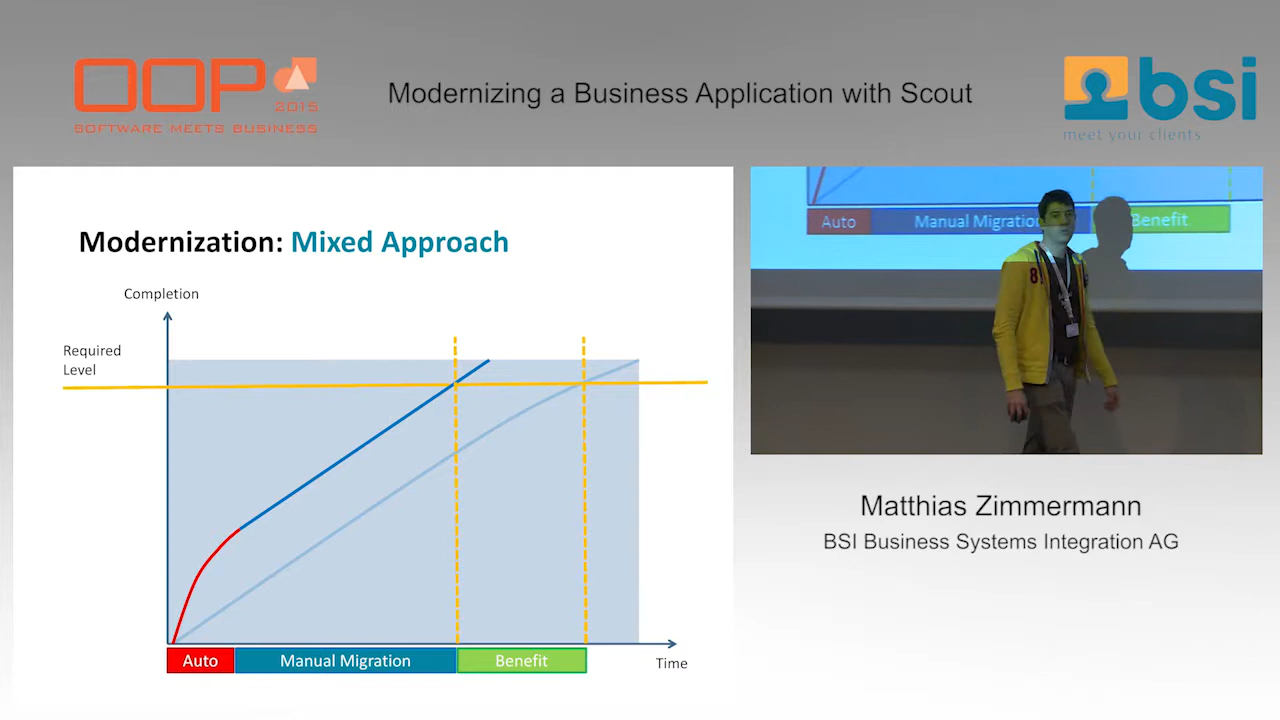 OOP
2015
SOFTWARE MEETS BUSINESS
Modernizing a Business Application with Scout
bsi
meet your clients
Modernization: Mixed Approach
Completion
Required
Level
Auto
Manual Migration
Benefit
Time
Auto
Manual Migration
Benefit
Matthias Zimmermann
BSI Business Systems Integration AG